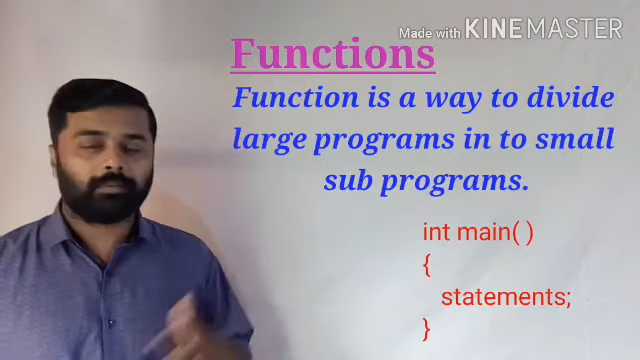 Made with KINEMASTER
Functions
Function is a way to divide
large programs in to small
sub programs.
int main( )
{
statements;
}